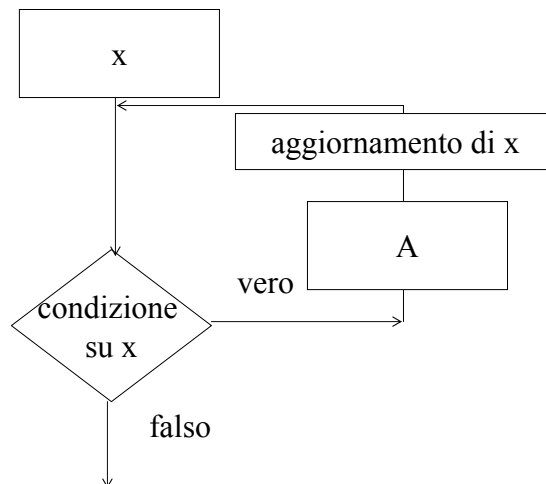 x
aggiornamento di x
A
vero
condizione
su x
falso